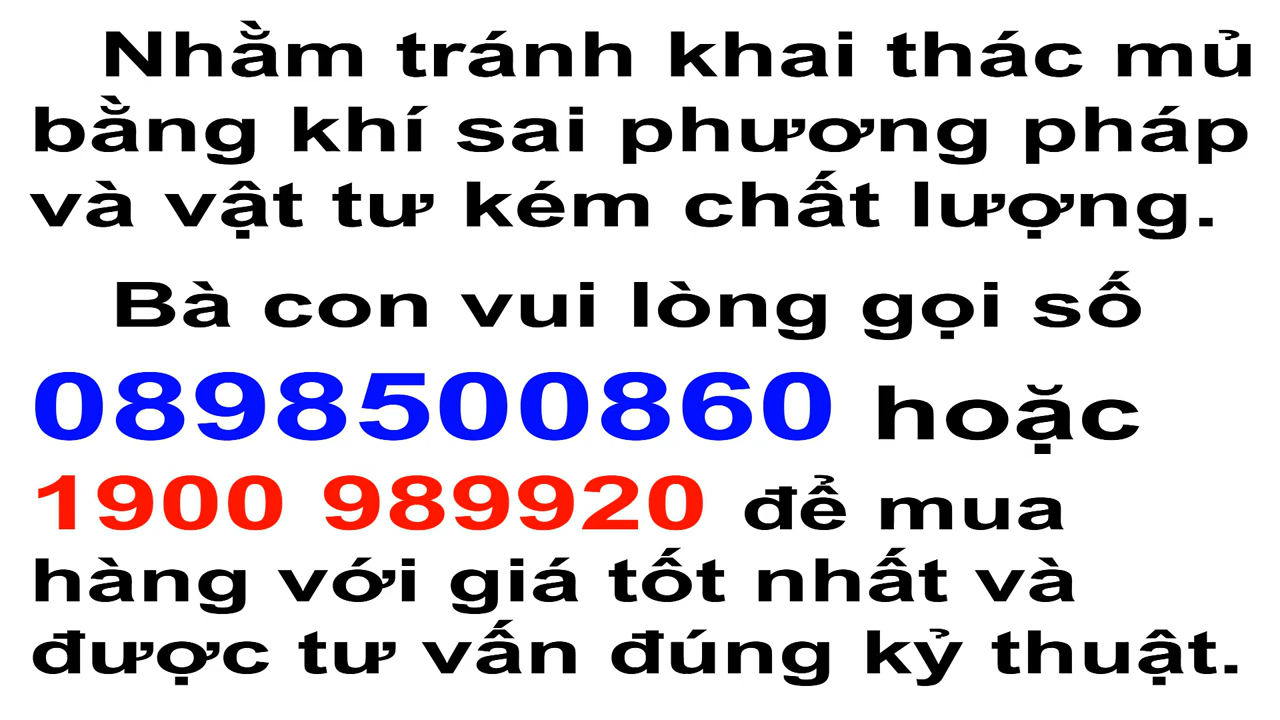 Nhằm tránh khai thác mủ
bằng khí sai phương pháp
và vật tư kém chất lượng.
Bà con vui lòng gọi số
0898500860 hoặc
1900 989920 để mua
hàng với giá tốt nhất và
được tư vấn đúng kỷ thuật.